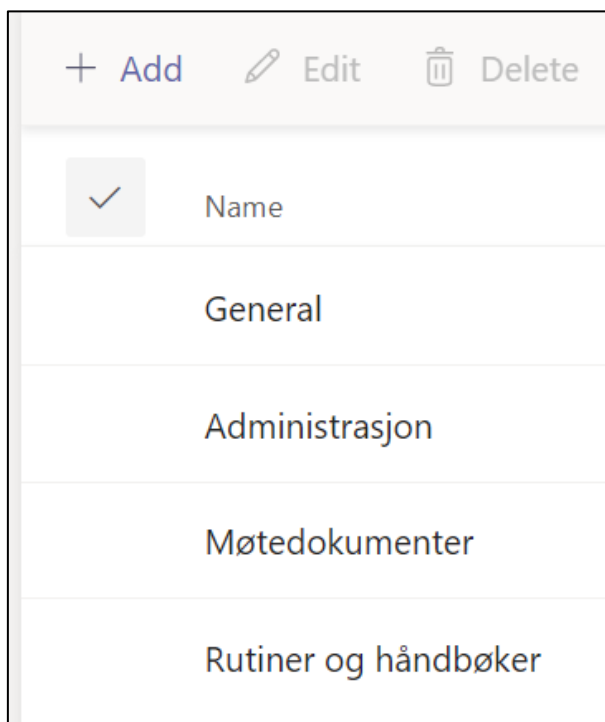 Add Edit Delete
Name
General
Administrasjon
Møtedokumenter
Rutiner og håndbøker